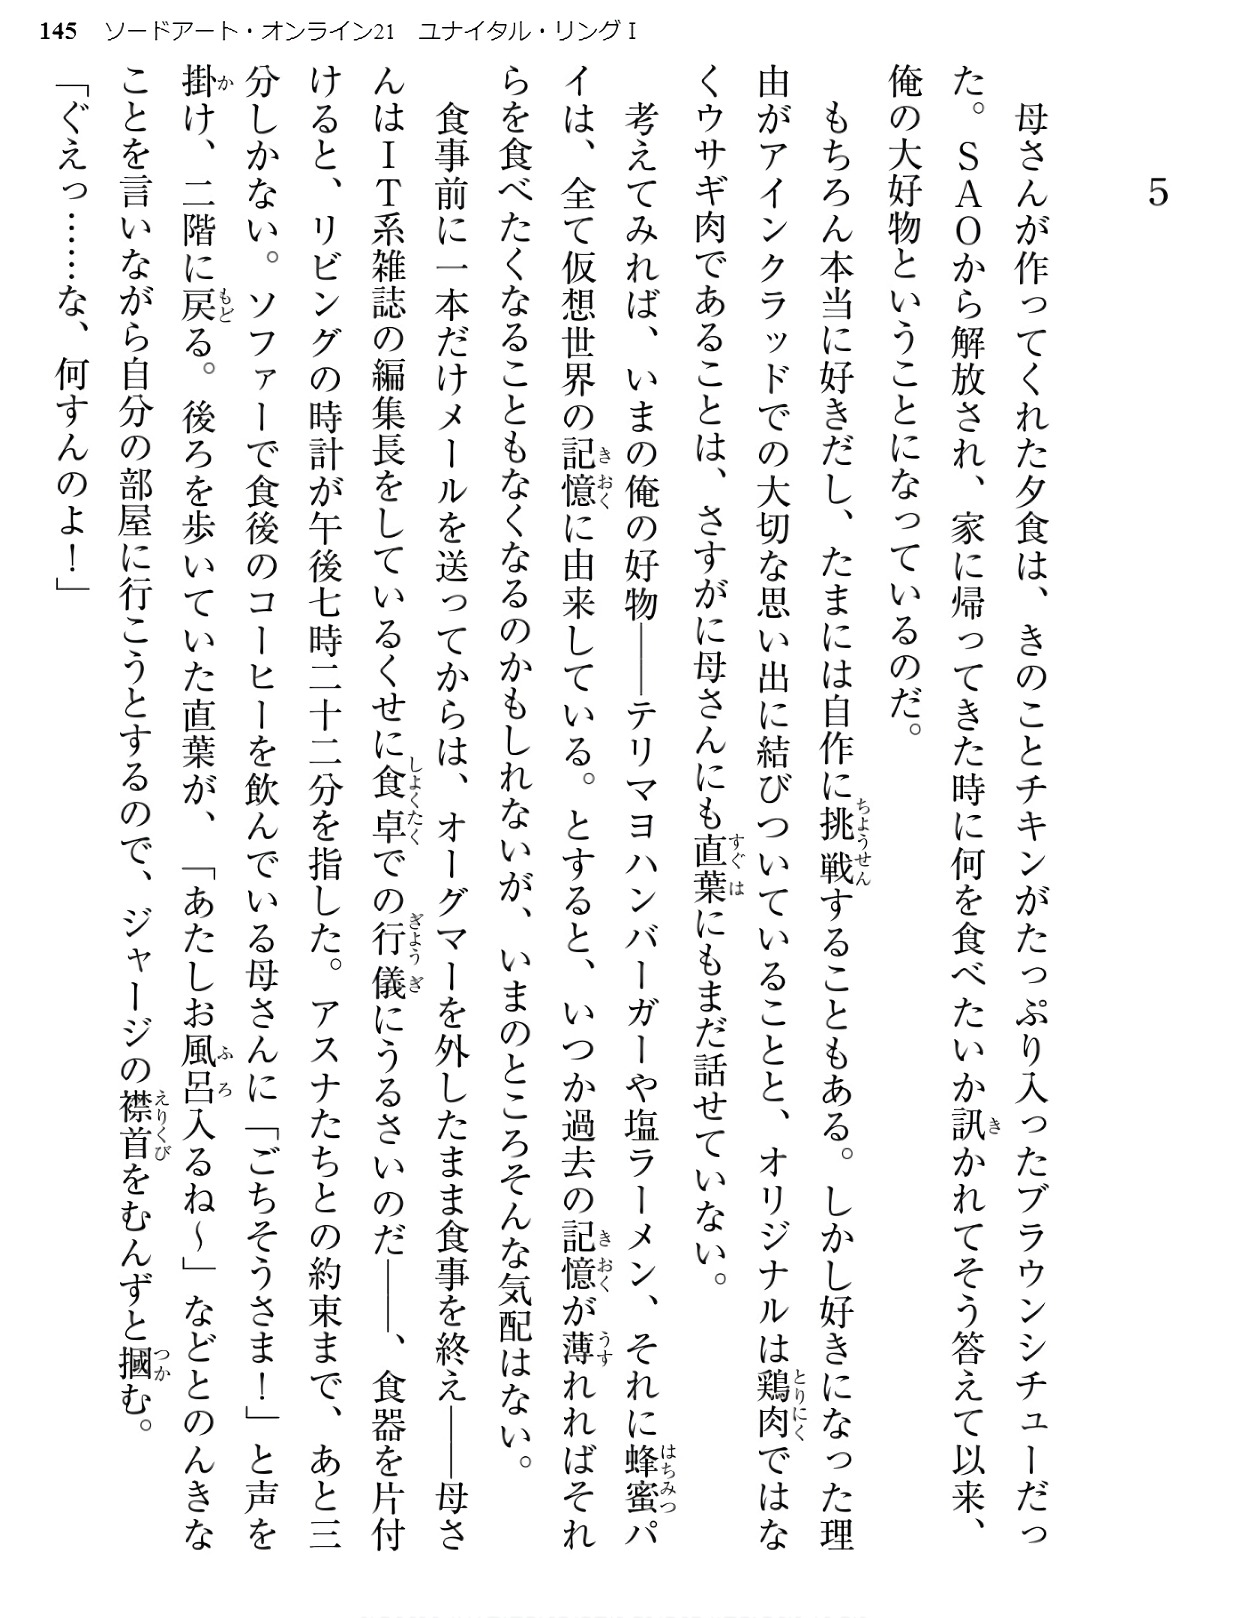 145 ソードアート・オンライン21 ユナイタル・リングⅠ
5
母さんが作ってくれた夕食は、きのことチキンがたっぷり入ったブラウンシチューだっ
た。ＳＡＯから解放され、家に帰ってきた時に何を食べたいか訊かれてそう答えて以来、
俺の大好物ということになっているのだ。
もちろん本当に好きだし、たまには自作に挑戦することもある。しかし好きになった理
由がアインクラッドでの大切な思い出に結びついていることと、オリジナルは鶏肉ではな
くウサギ肉であることは、さすがに母さんにも直葉にもまだ話せていない。
考えてみれば、いまの俺の好物――テリマヨハンバーガーや塩ラーメン、それに蜂蜜パ
イは、全て仮想世界の記憶に由来している。とすると、いつか過去の記憶が薄れればそれ
らを食べたくなることもなくなるのかもしれないが、いまのところそんな気配はない。
食事前に一本だけメールを送ってからは、オーグマーを外したまま食事を終え――母さ
んはＩＴ系雑誌の編集長をしているくせに食卓での行儀にうるさいのだ――、食器を片付
けると、リビングの時計が午後七時二十二分を指した。アスナたちとの約束まで、あと三
分しかない。ソファーで食後のコーヒーを飲んでいる母さんに「ごちそうさま！」と声を
掛け、二階に戻る。後ろを歩いていた直葉が、「あたしお風呂入るね～」などとのんきな
ことを言いながら自分の部屋に行こうとするので、ジャージの襟首をむんずと摑む。
「ぐえっ……な、何すんのよ！」